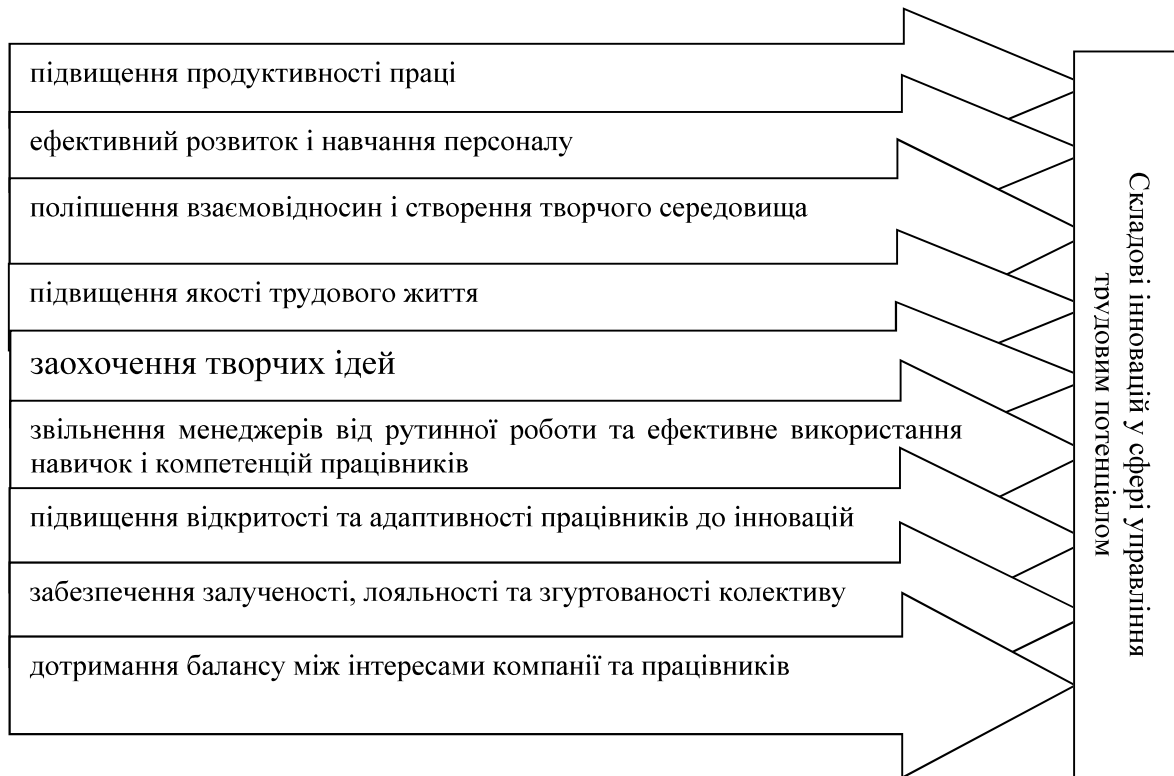 підвищення продуктивності праці
ефективний розвиток і навчання персоналу
поліпшення взаємовідносин і створення творчого середовища
підвищення якості трудового життя
заохочення творчих ідей
звільнення менеджерів від рутинної роботи та ефективне використання
навичок і компетенцій працівників
підвищення відкритості та адаптивності працівників до інновацій
забезпечення залученості, лояльності та згуртованості колективу
дотримання балансу між інтересами компанії та працівників
Складові інновацій у сфері управління
трудовим потенціалом